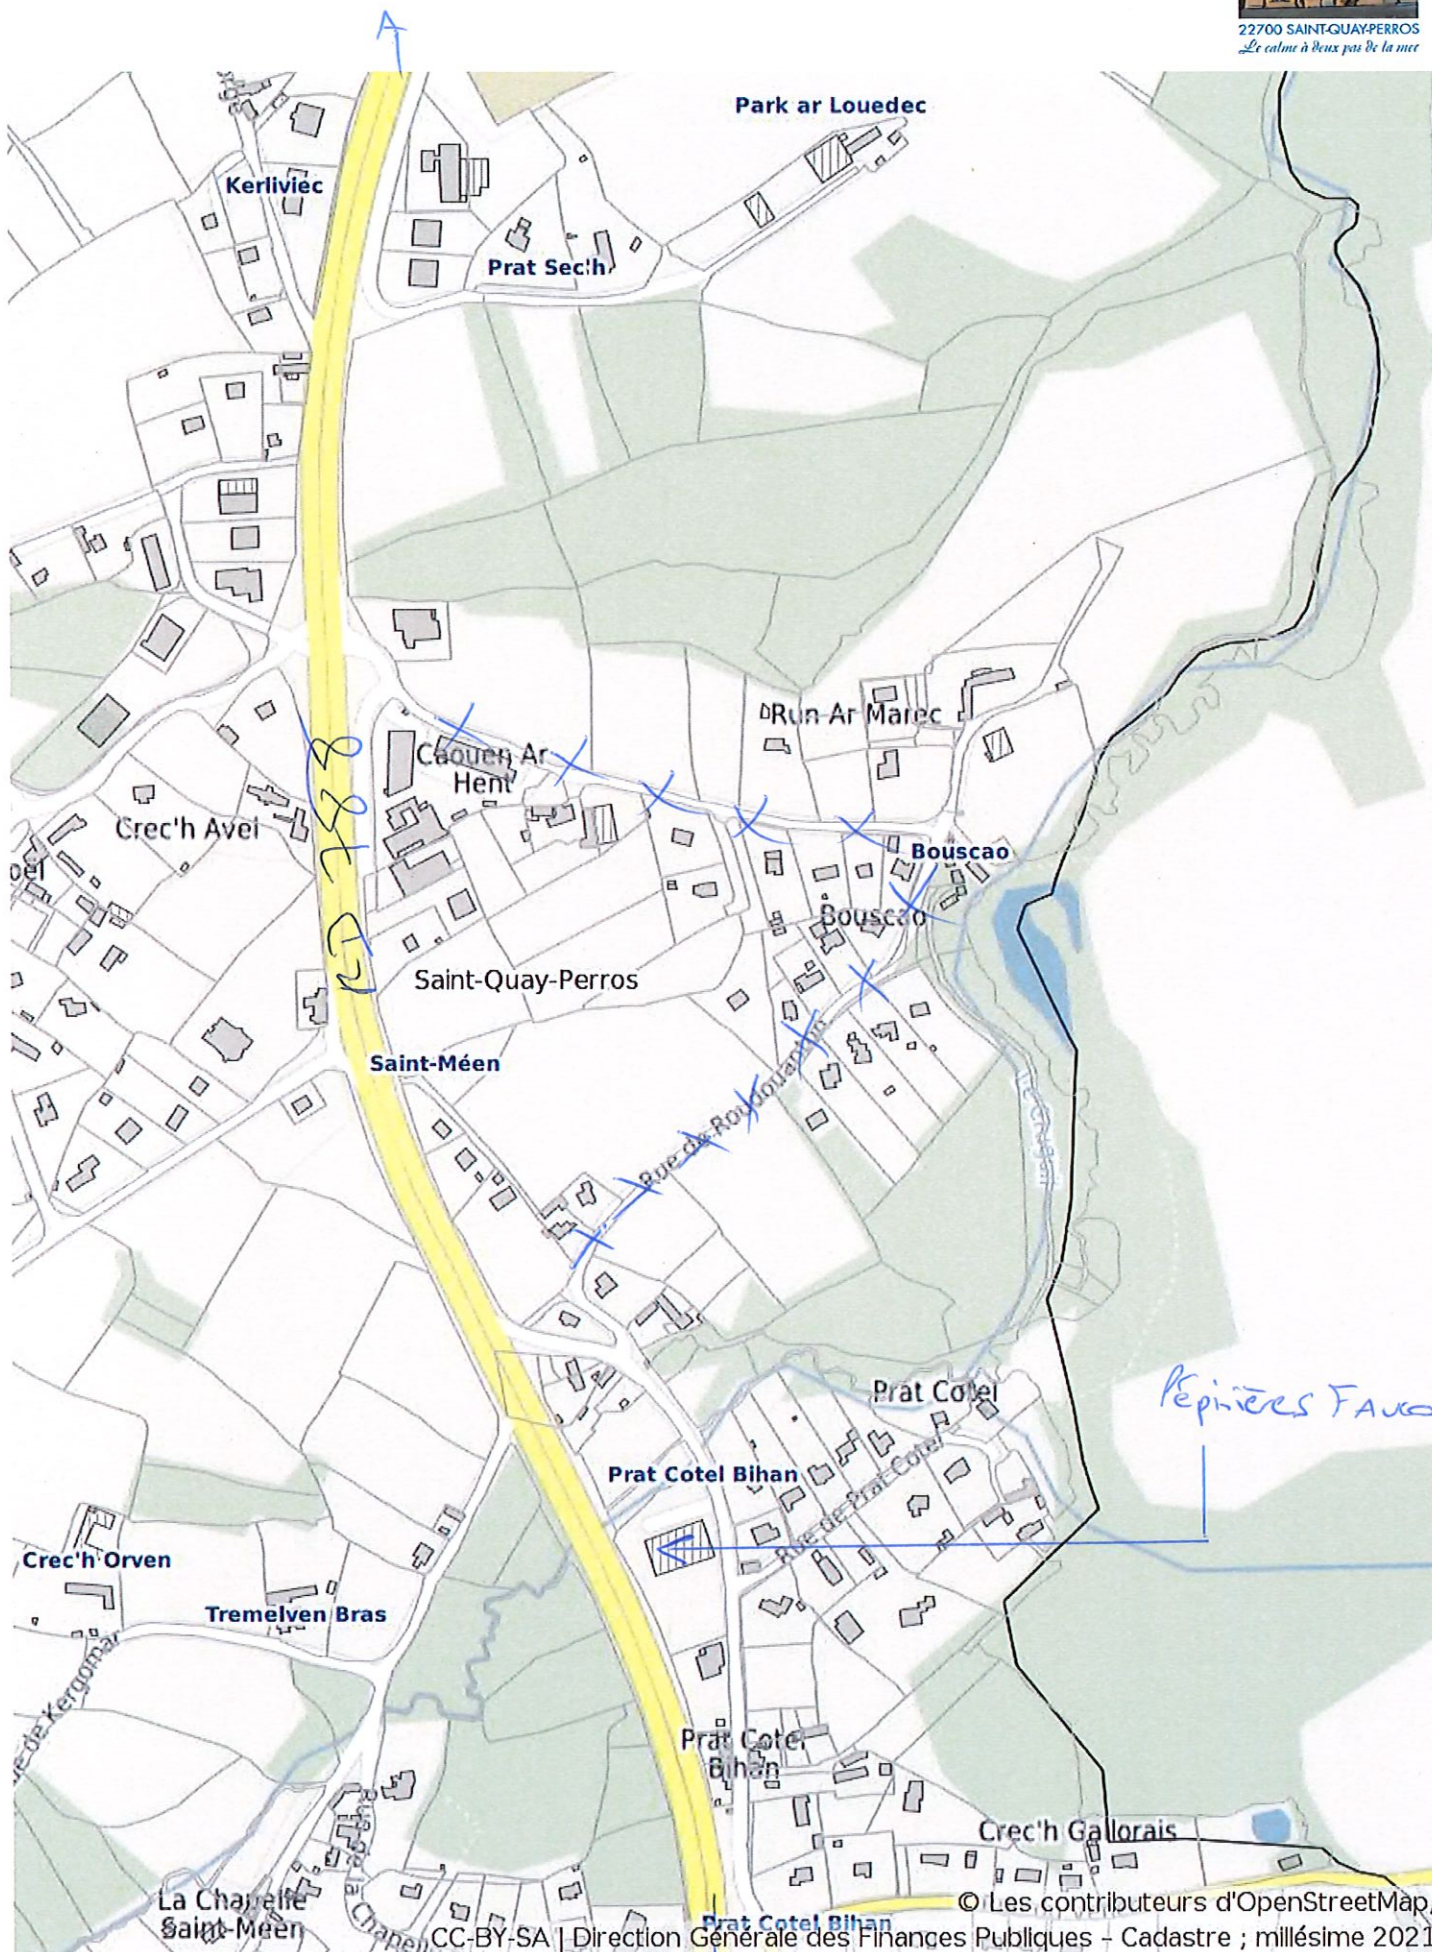 A
22700 SAINT-QUAY-PERROS
Le calme à deux pas de la mer
Park ar Louedec
Kerliviec
Prat Sec'h
Run Ar Marec
Caouen Ar
Hent
RD 788
Crec'h Avel
Bouscao
Bouscao
Saint-Quay-Perros
Saint-Méen
Rue de Roudouanton
Prat Cotel
Pépinières
Prat Cotel Bihan
Rue de Prat Cotel
Crec'h Orven
Tremelven Bras
de Kergomar
Prat Cotel
Bihan
Crec'h Gallorais
La Chapelle
Saint-Méen
Rue de la Chapel
Prat Cotel Bihan
© Les contributeurs d'OpenStreetMap,
CC-BY-SA | Direction Générale des Finances Publiques - Cadastre ; millésime 2021